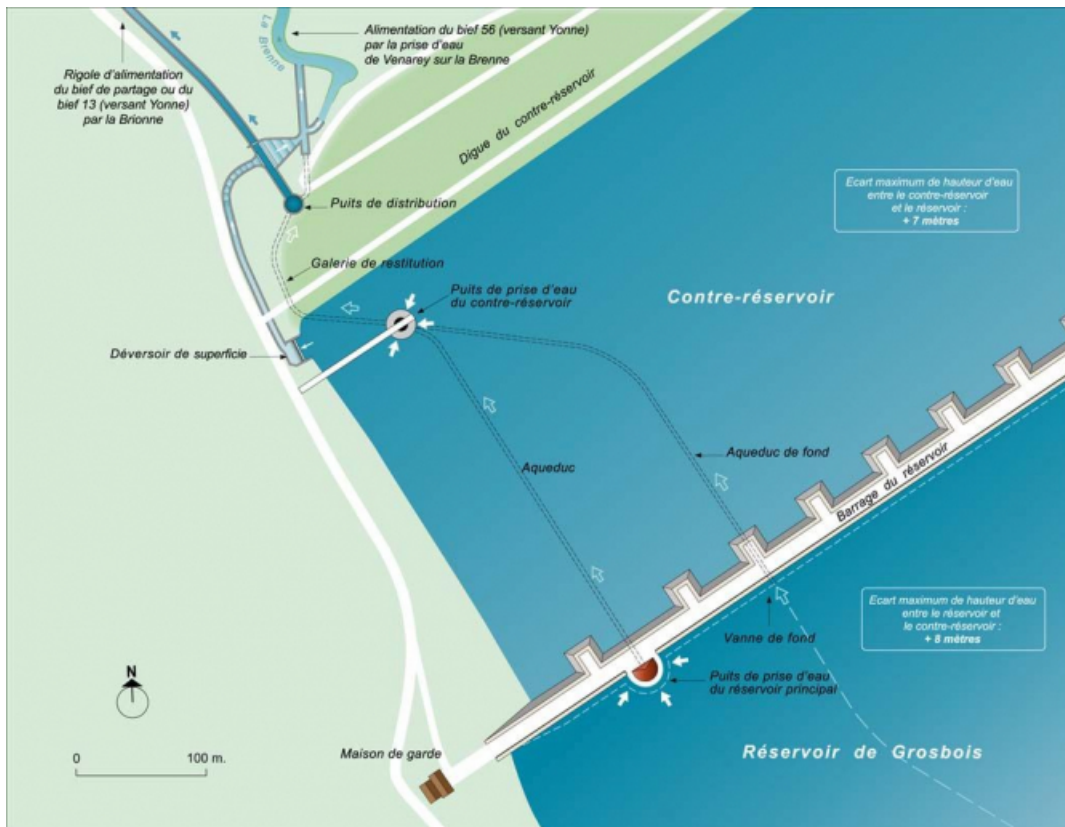 Rigole d'alimentation
du bief de partage ou du
bief 13 (versant Yonne)
par la Brionne
La Brenne
Alimentation du bief 56 (versant Yonne)
par la prise d'eau
de Venarey sur la Brenne
Digue du contre-réservoir
Puits de distribution
Galerie de restitution
Puits de prise d'eau
du contre-réservoir
Déversoir de superficie
Ecart maximum de hauteur d'eau
entre le contre-réservoir
et le réservoir :
+ 7 mètres
Contre-réservoir
Aqueduc
Aqueduc de fond
Barrage du réservoir
Vanne de fond
Ecart maximum de hauteur d'eau
entre le réservoir et
le contre-réservoir :
+ 8 mètres
Puits de prise d'eau
du réservoir principal
Réservoir de Grosbois
Maison de garde
N
0 100 m.